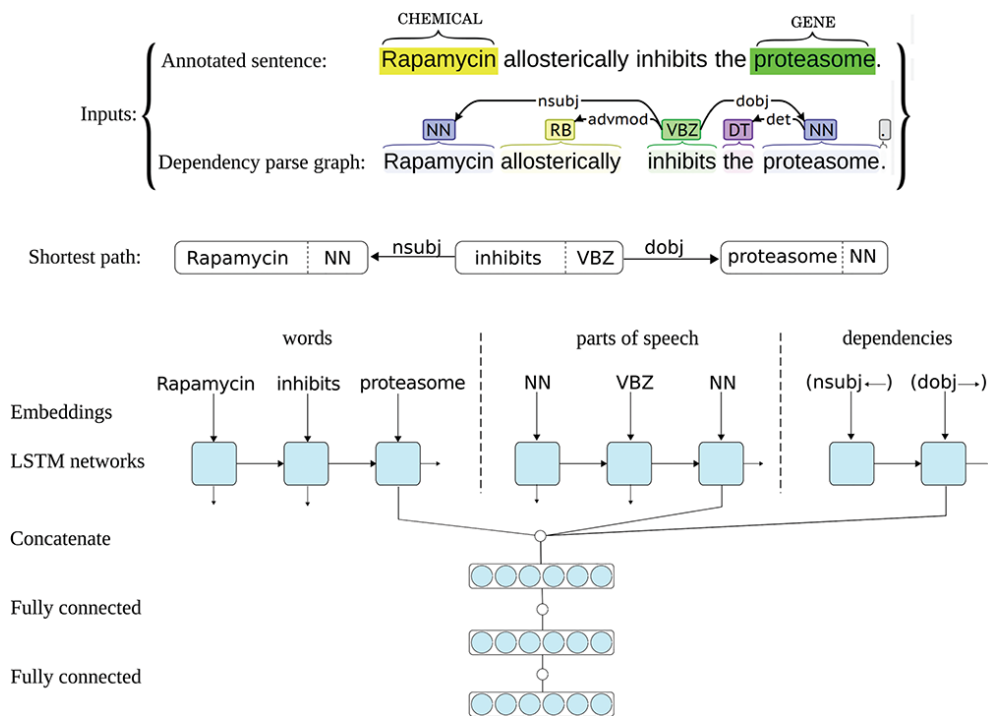 CHEMICAL GENE
Annotated sentence: Rapamycin allosterically inhibits the proteasome.
Inputs:
nsubj dobj
advmod det
NN RB VBZ DT NN .
Dependency parse graph: Rapamycin allosterically inhibits the proteasome.
nsubj dobj
Shortest path: Rapamycin NN inhibits VBZ proteasome NN
words parts of speech dependencies
Rapamycin inhibits proteasome NN VBZ NN (nsubj←) (dobj→)
Embeddings
LSTM networks
Concatenate
Fully connected
Fully connected